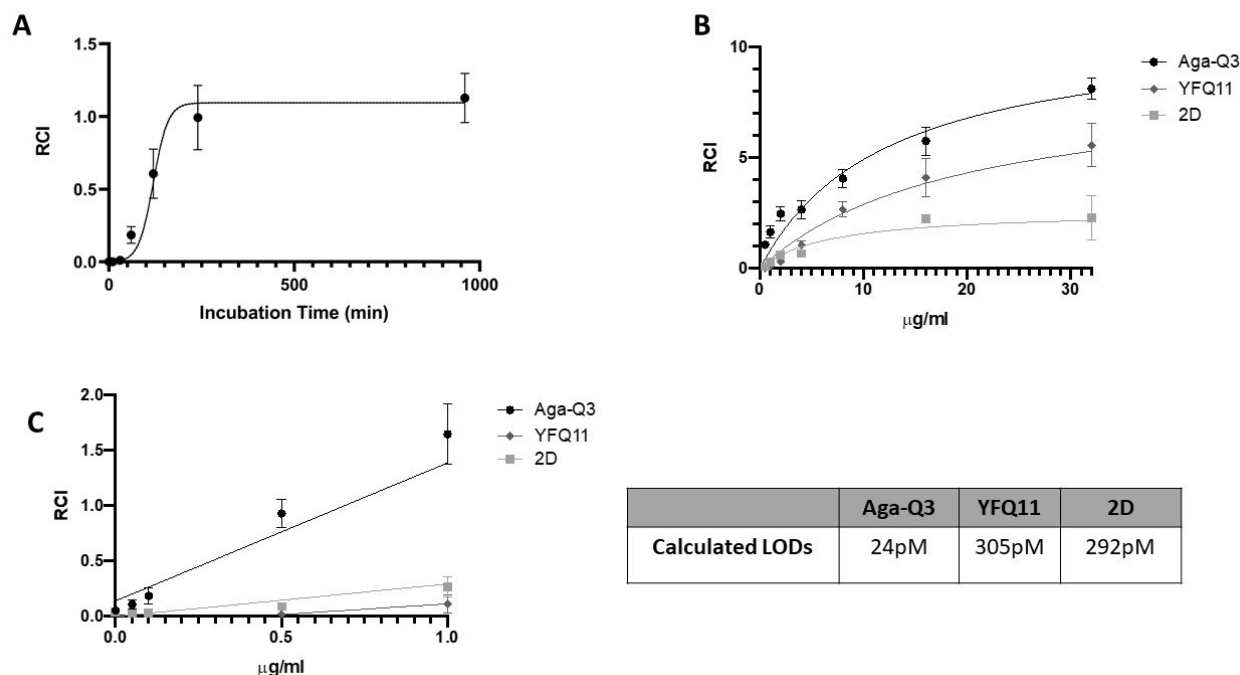 A
RCI
1.5
1.0
0.5
0.0
0 500 1000
Incubation Time (min)
B
RCI
10
5
0
0 10 20 30
μg/ml
Aga-Q3
YFQ11
2D
C
RCI
2.0
1.5
1.0
0.5
0.0
0.0 0.5 1.0
μg/ml
Aga-Q3
YFQ11
2D
Aga-Q3 YFQ11 2D
Calculated LODs 24pM 305pM 292pM